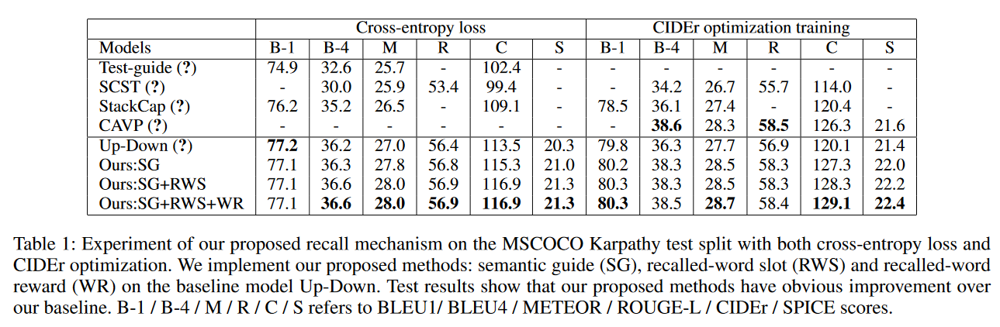 Cross-entropy loss CIDEr optimization training
Models B-1 B-4 M R C S B-1 B-4 M R C S
Test-guide (?) 74.9 32.6 25.7 - 102.4 - - - - - - -
SCST (?) - 30.0 25.9 53.4 99.4 - - 34.2 26.7 55.7 114.0 -
StackCap (?) 76.2 35.2 26.5 - 109.1 - 78.5 36.1 27.4 - 120.4 -
CAVP (?) - - - - - - - 38.6 28.3 58.5 126.3 21.6
Up-Down (?) 77.2 36.2 27.0 56.4 113.5 20.3 79.8 36.3 27.7 56.9 120.1 21.4
Ours:SG 77.1 36.3 27.8 56.8 115.3 21.0 80.2 38.3 28.5 58.3 127.3 22.0
Ours:SG+RWS 77.1 36.6 28.0 56.9 116.9 21.3 80.3 38.3 28.5 58.3 128.3 22.2
Ours:SG+RWS+WR 77.1 36.6 28.0 56.9 116.9 21.3 80.3 38.5 28.7 58.4 129.1 22.4
Table 1: Experiment of our proposed recall mechanism on the MSCOCO Karpathy test split with both cross-entropy loss and
CIDEr optimization. We implement our proposed methods: semantic guide (SG), recalled-word slot (RWS) and recalled-word
reward (WR) on the baseline model Up-Down. Test results show that our proposed methods have obvious improvement over
our baseline. B-1 / B-4 / M / R / C / S refers to BLEU1/ BLEU4 / METEOR / ROUGE-L / CIDEr / SPICE scores.